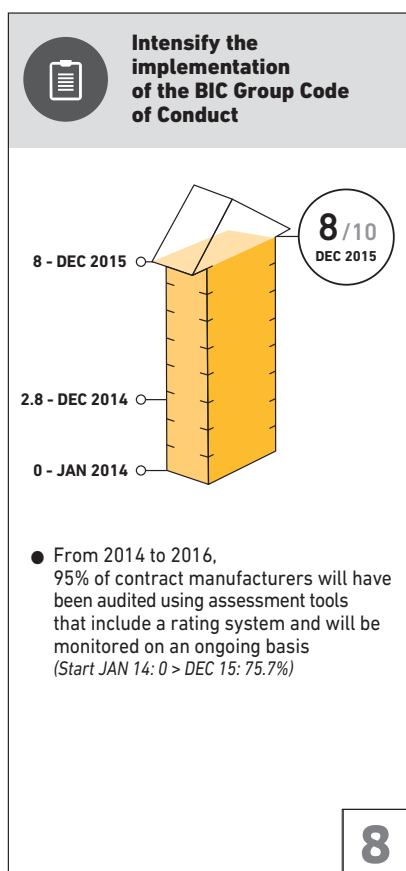 Intensify the
implementation
of the BIC Group Code
of Conduct
8 /10
DEC 2015
8 - DEC 2015
2.8 - DEC 2014
0 - JAN 2014
● From 2014 to 2016,
95% of contract manufacturers will have
been audited using assessment tools
that include a rating system and will be
monitored on an ongoing basis
(Start JAN 14: 0 > DEC 15: 75.7%)
8